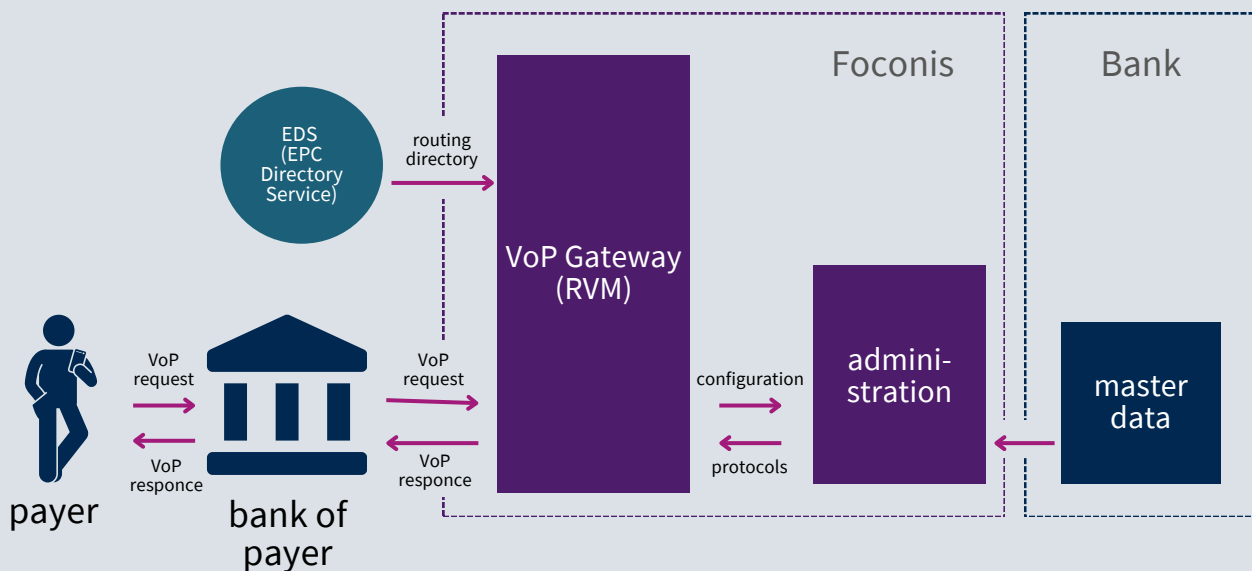 Foconis
Bank
EDS
(EPC
Directory
Service)
routing
directory
VoP Gateway
(RVM)
VoP
request
VoP
responce
payer
bank of
payer
VoP
request
VoP
responce
configuration
protocols
admini-
stration
master
data